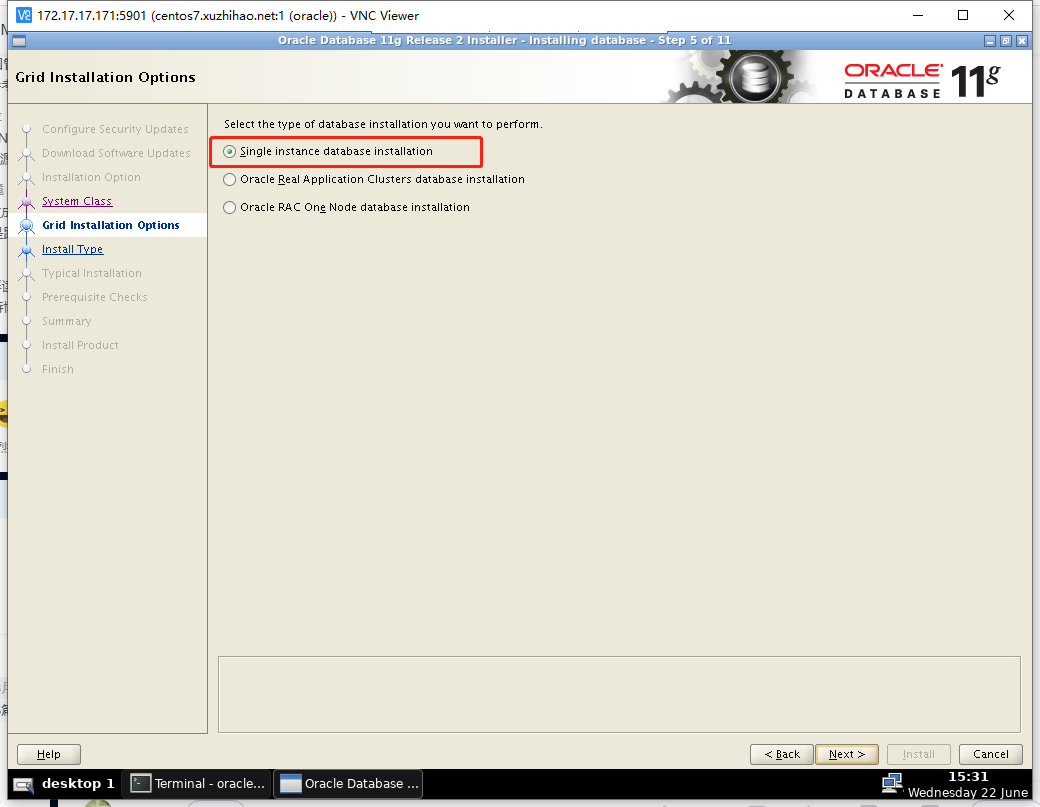 172.17.17.171:5901 (centos7.xuzhihao.net:1 (oracle)) - VNC Viewer
Oracle Database 11g Release 2 Installer - Installing database - Step 5 of 11
Grid Installation Options
ORACLE
DATABASE
11g
Configure Security Updates
Download Software Updates
Installation Option
System Class
Grid Installation Options
Install Type
Typical Installation
Prerequisite Checks
Summary
Install Product
Finish
Select the type of database installation you want to perform.
Single instance database installation
Oracle Real Application Clusters database installation
Oracle RAC One Node database installation
Help
< Back
Next >
Install
Cancel
desktop 1
Terminal - oracle...
Oracle Database ...
15:31
Wednesday 22 June